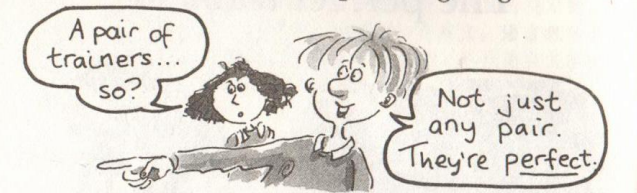 A pair of
trainers...
so?
Not just
any pair.
They're perfect.